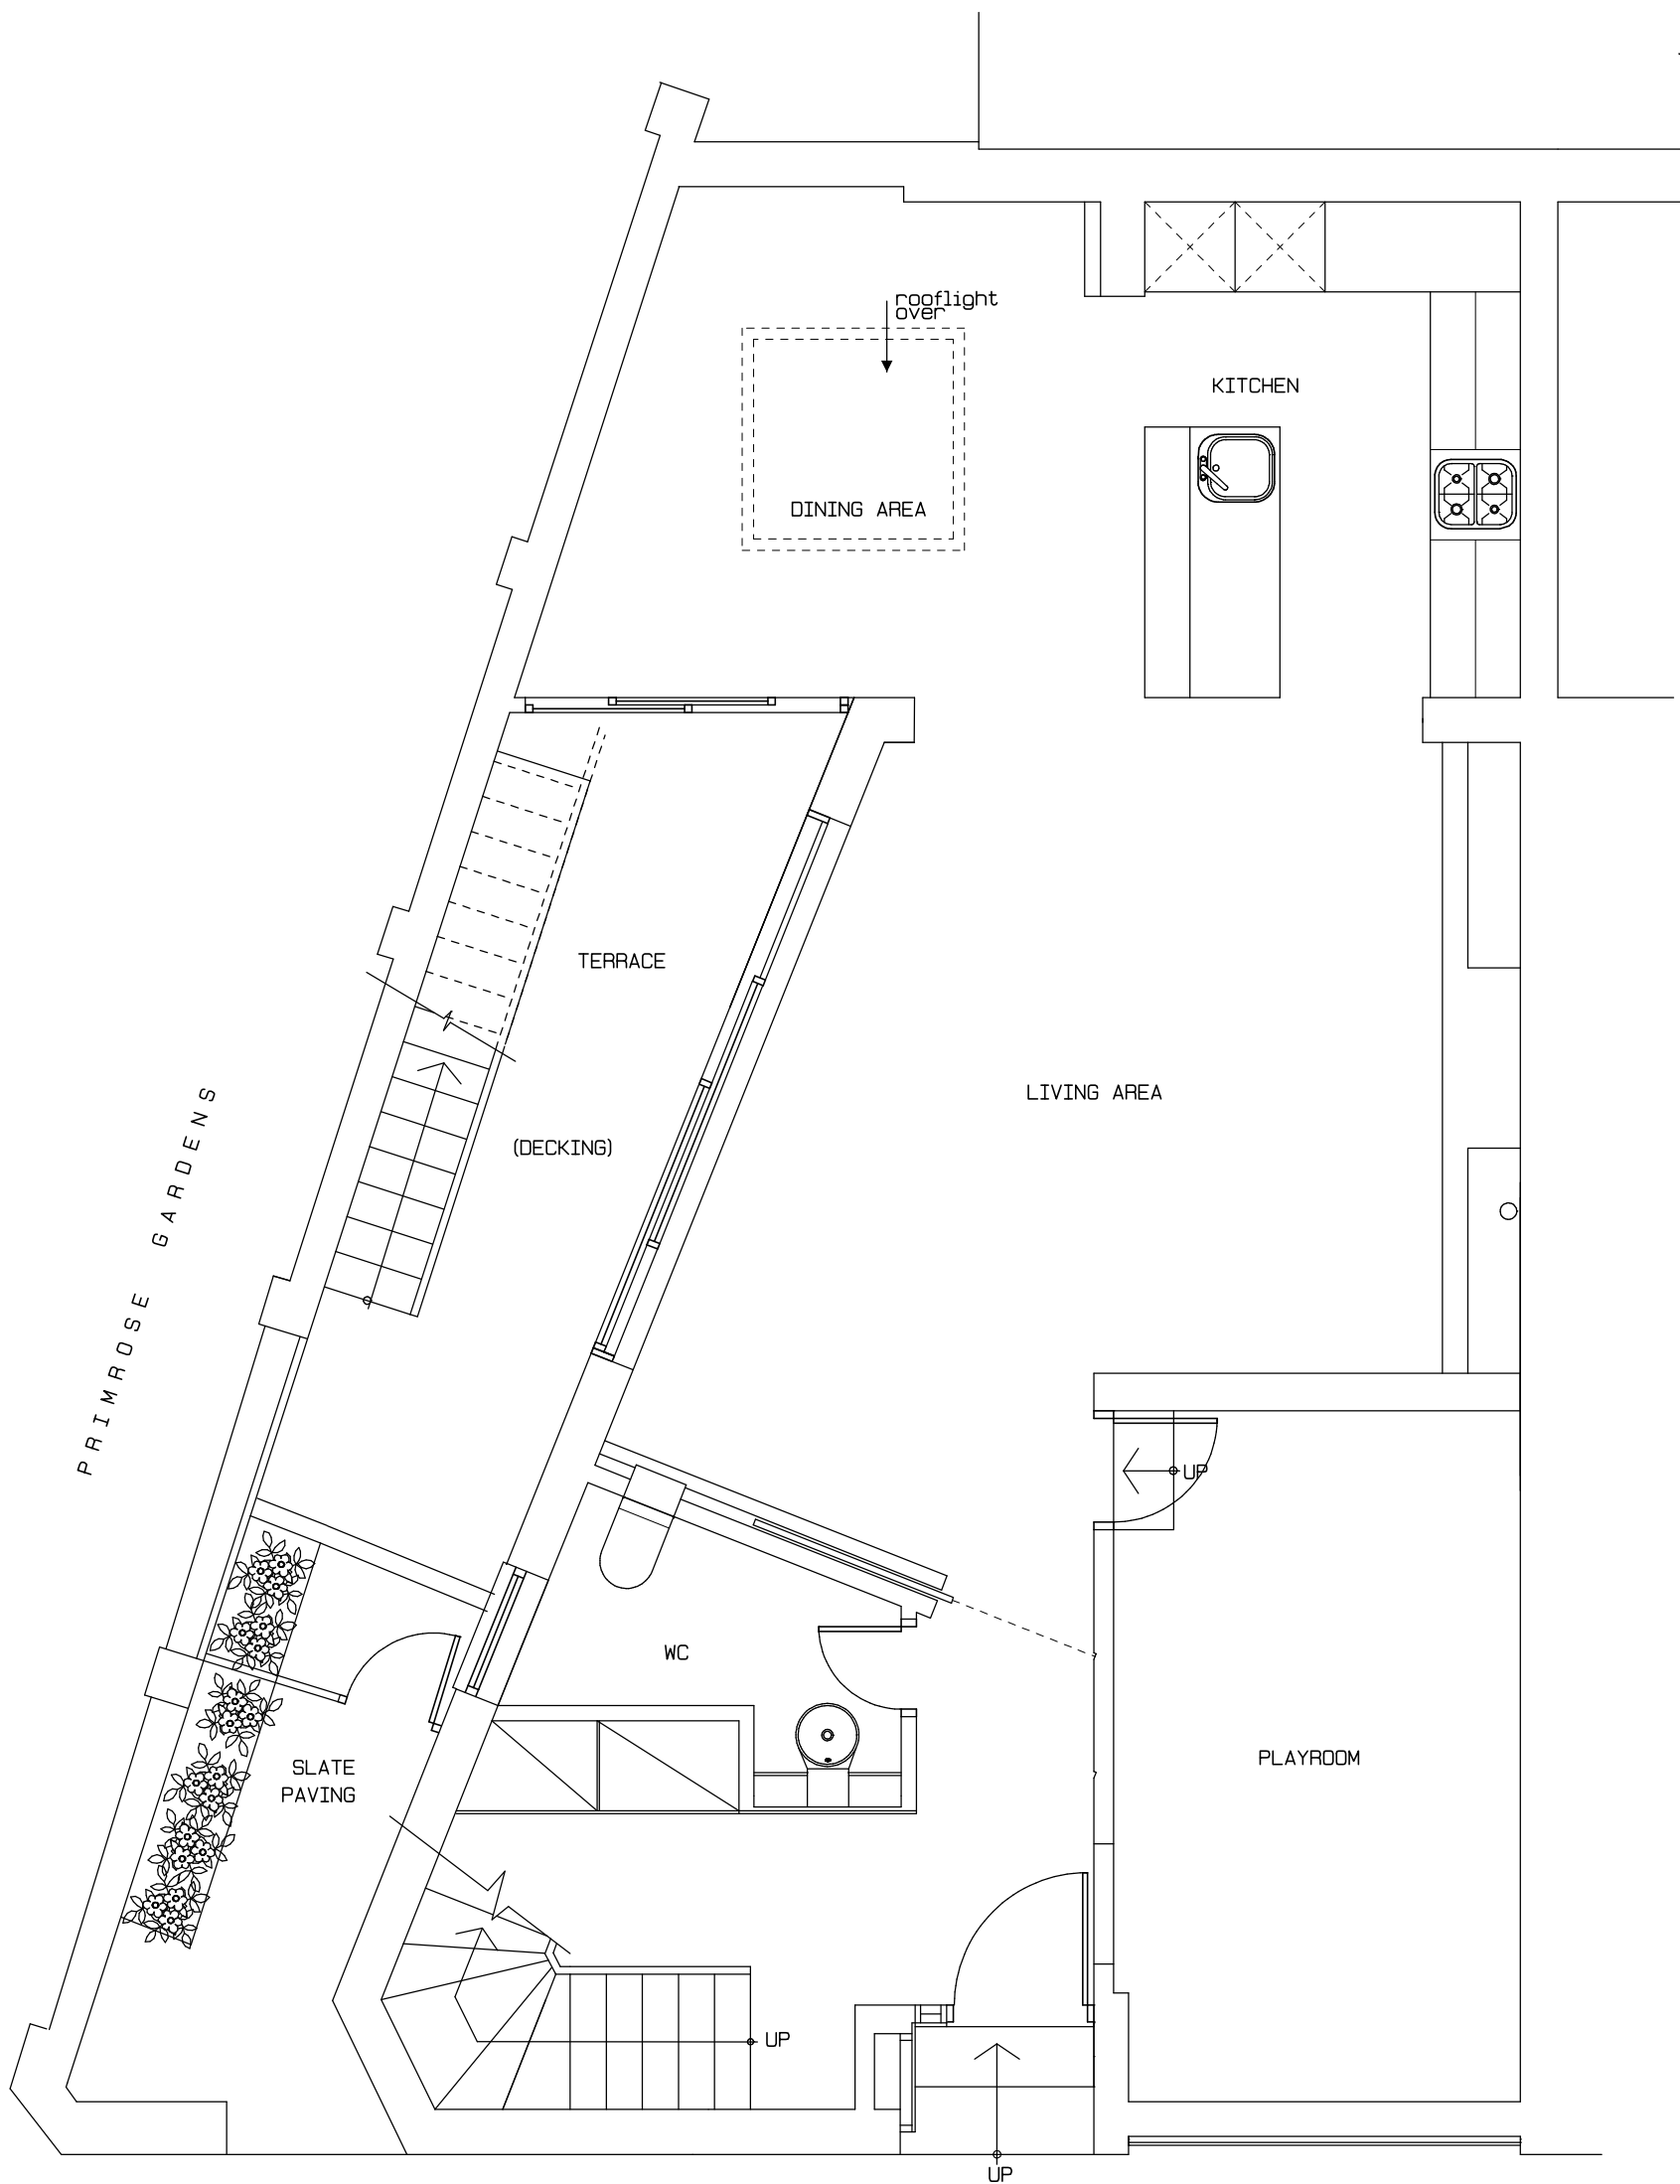 rooflight
over
KITCHEN
DINING AREA
TERRACE
LIVING AREA
(DECKING)
PRIMROSE GARDENS
UP
WC
PLAYROOM
SLATE
PAVING
UP
UP